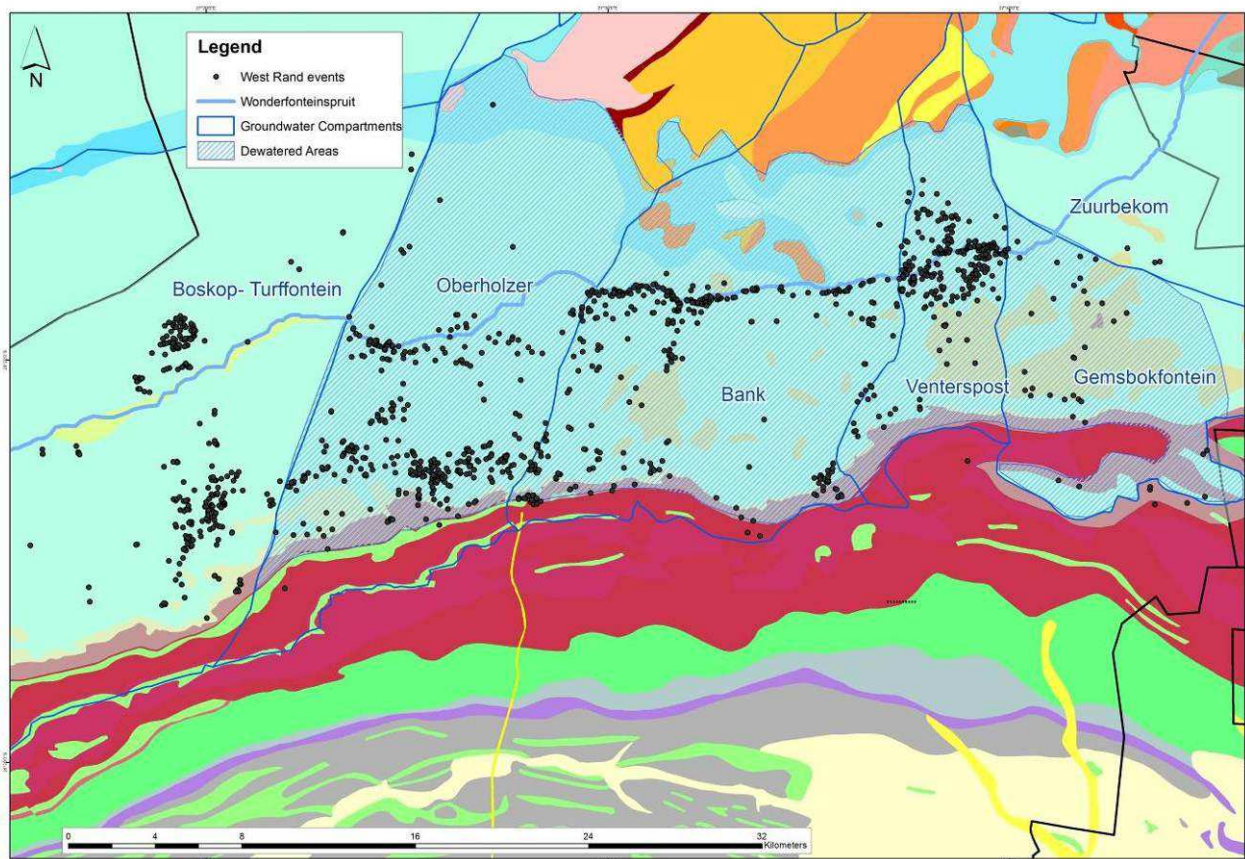 Legend
West Rand events
Wonderfonteinspruit
Groundwater Compartments
Dewatered Areas
N
Zuurbekom
Boskop- Turffontein
Oberholzer
Bank
Venterspost
Gemsbokfontein
0 4 8 16 24 32
Kilometers